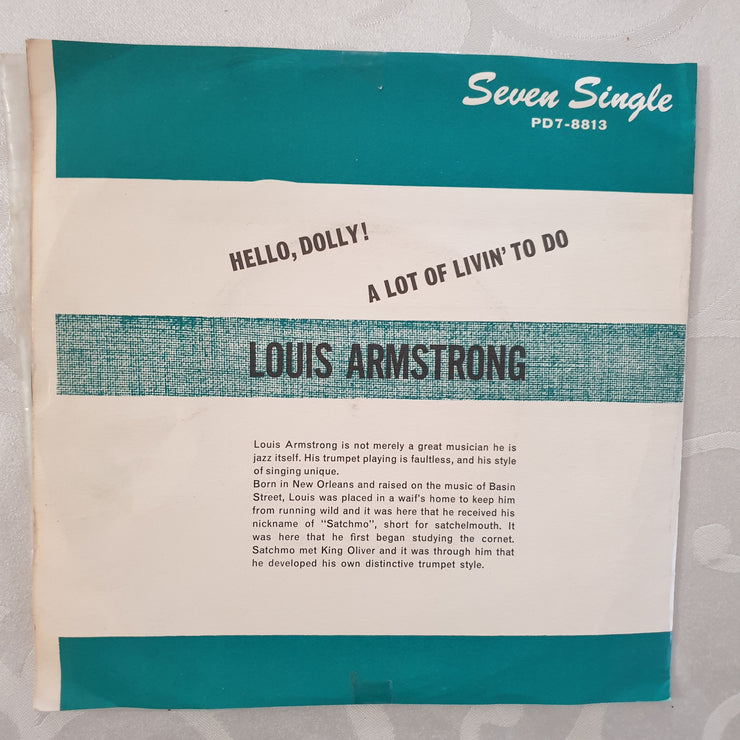 Seven Single
PD7-8813
HELLO, DOLLY!
A LOT OF LIVIN' TO DO
LOUIS ARMSTRONG
Louis Armstrong is not merely a great musician he is
jazz itself. His trumpet playing is faultless, and his style
of singing unique.
Born in New Orleans and raised on the music of Basin
Street, Louis was placed in a waif's home to keep him
from running wild and it was here that he received his
nickname of "Satchmo", short for satchelmouth. It
was here that he first began studying the cornet.
Satchmo met King Oliver and it was through him that
he developed his own distinctive trumpet style.